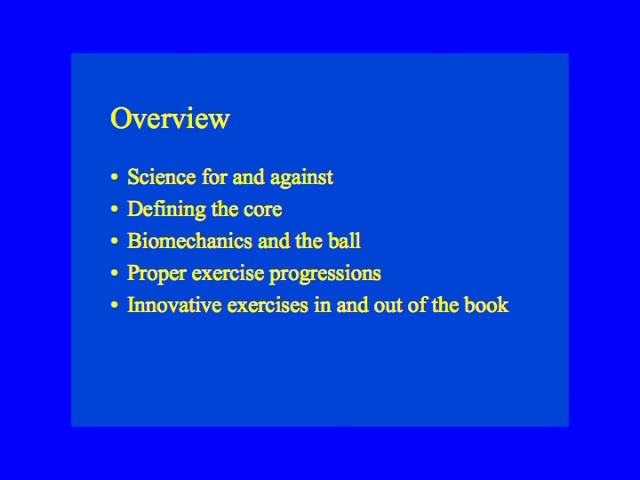 Overview
• Science for and against
• Defining the core
• Biomechanics and the ball
• Proper exercise progressions
• Innovative exercises in and out of the book